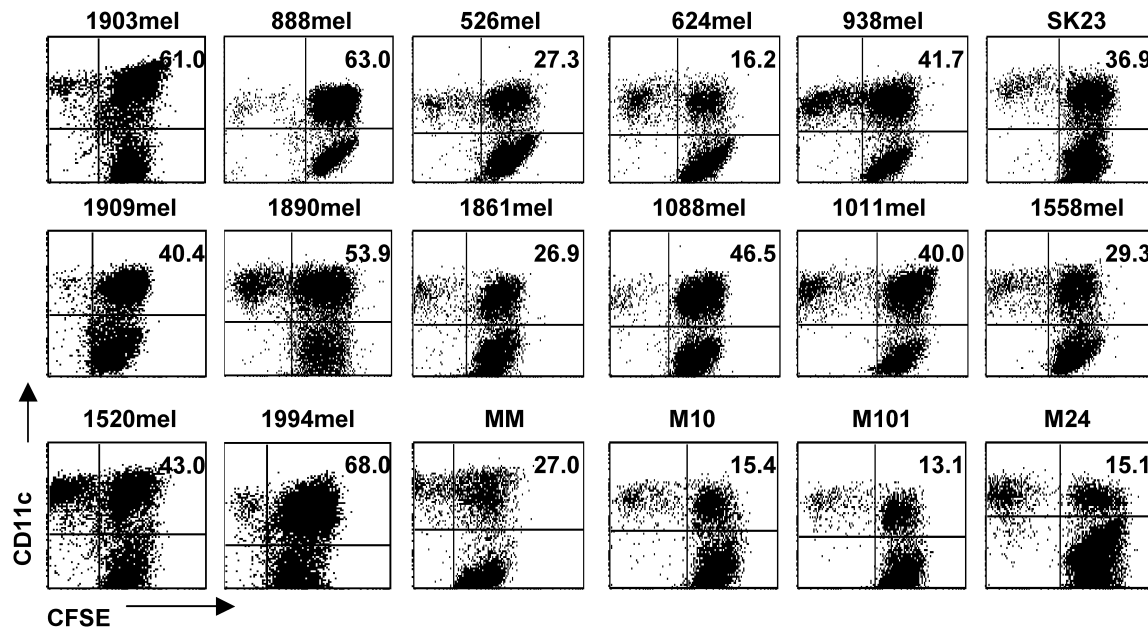 1903mel 888mel 526mel 624mel 938mel SK23
61.0 63.0 27.3 16.2 41.7 36.9
1909mel 1890mel 1861mel 1088mel 1011mel 1558mel
40.4 53.9 26.9 46.5 40.0 29.3
1520mel 1994mel MM M10 M101 M24
43.0 68.0 27.0 15.4 13.1 15.1
CD11c
CFSE